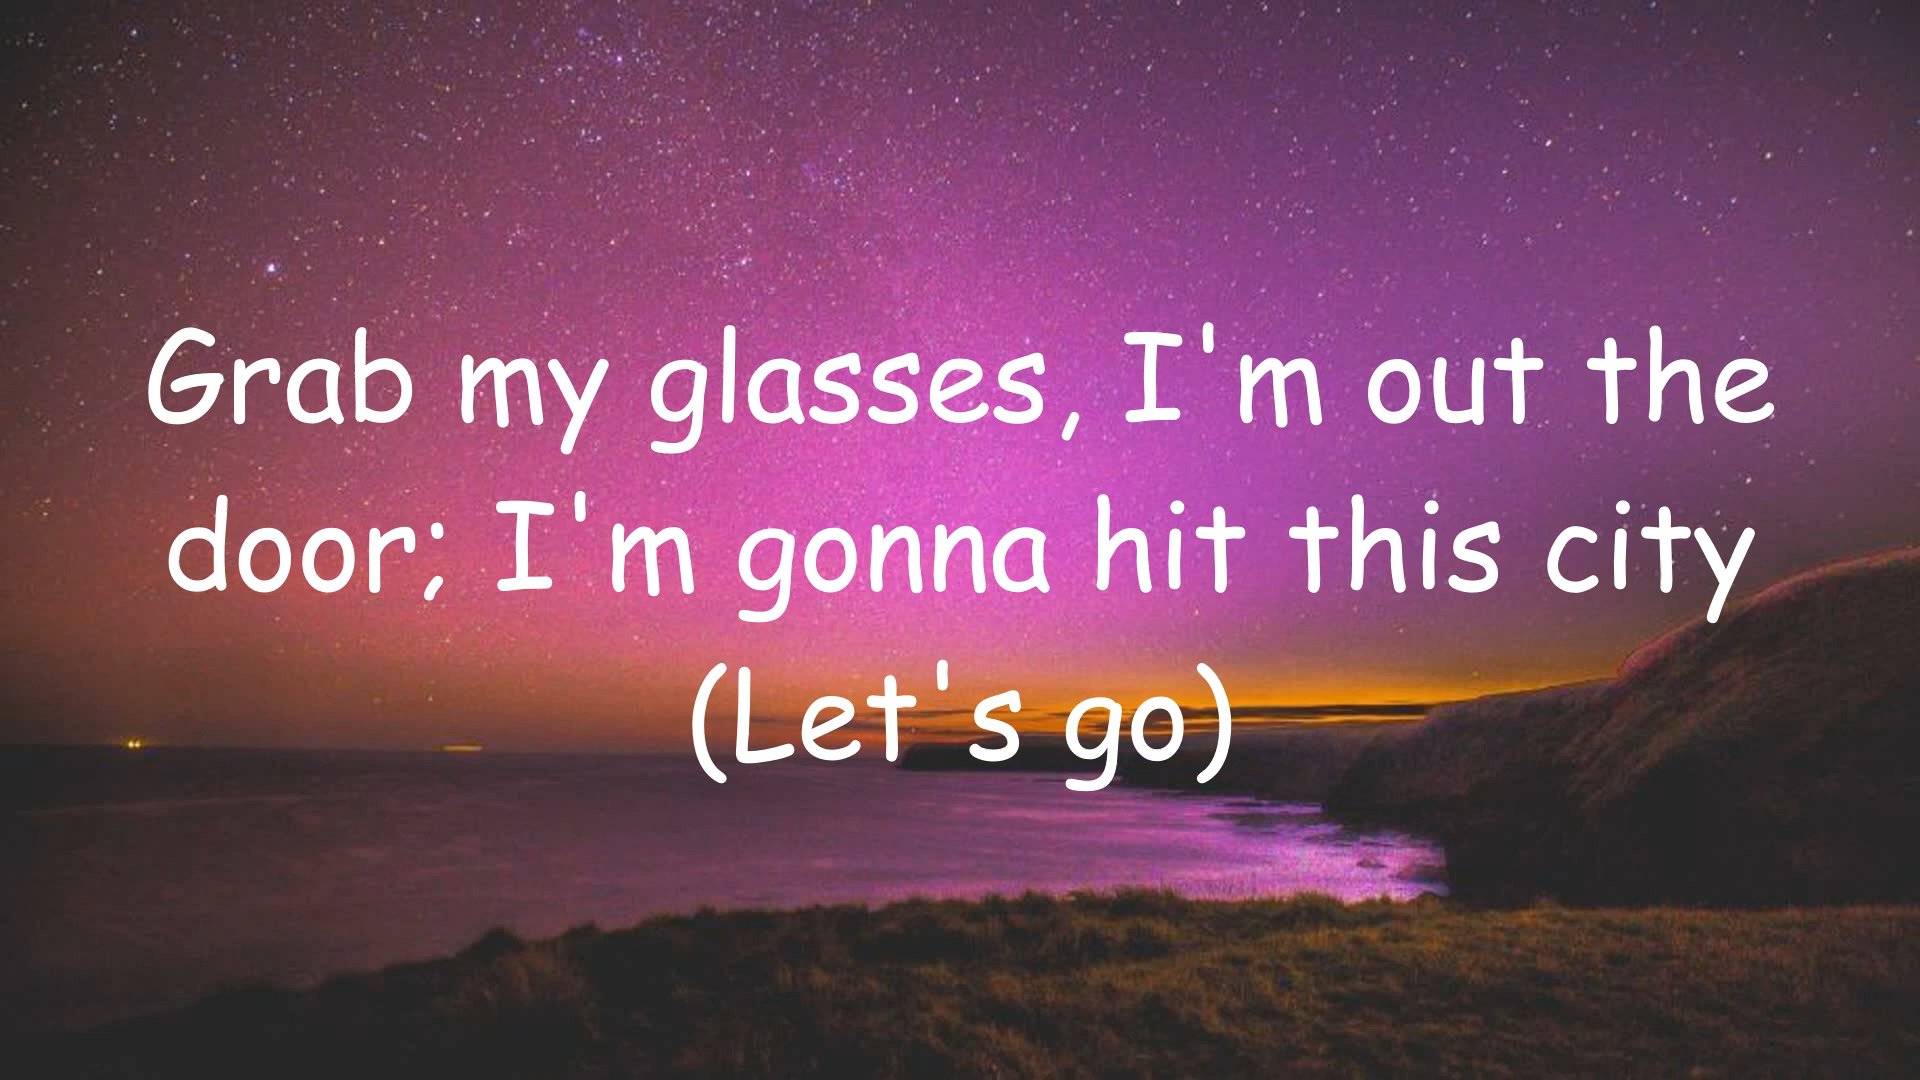 Grab my glasses, I'm out the
door; I'm gonna hit this city
(Let's go)